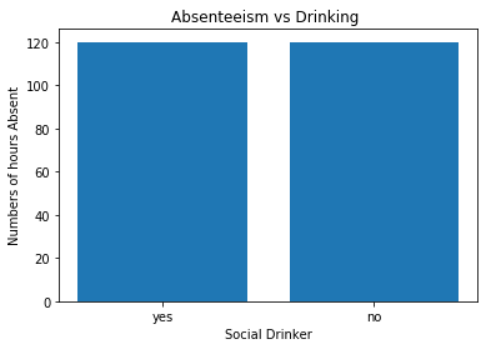 Absenteeism vs Drinking
Numbers of hours Absent
120
100
80
60
40
20
0
yes no
Social Drinker